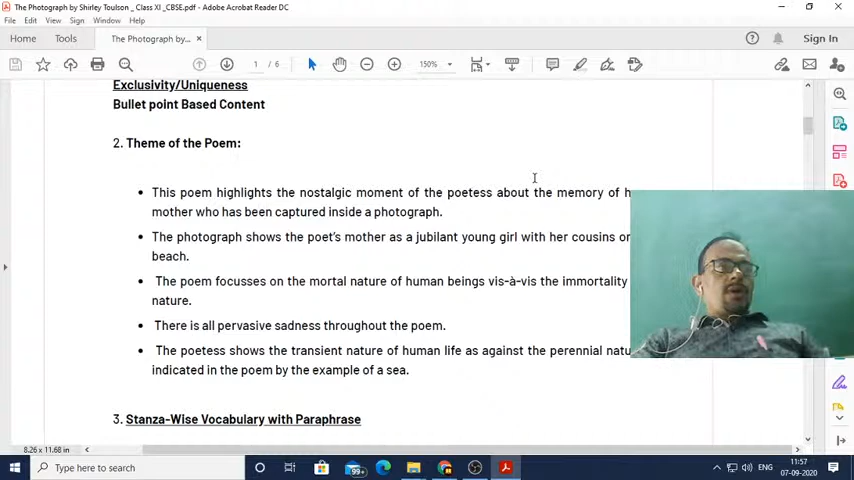 The Photograph by Shirley Toulson _ Class XI _CBSE.pdf - Adobe Acrobat Reader DC
File Edit View Sign Window Help
Home Tools The Photograph by... × Sign In
1 / 6 150%
Exclusivity/Uniqueness
Bullet point Based Content
2. Theme of the Poem:
• This poem highlights the nostalgic moment of the poetess about the memory of h
mother who has been captured inside a photograph.
• The photograph shows the poet's mother as a jubilant young girl with her cousins or
beach.
• The poem focusses on the mortal nature of human beings vis-à-vis the immortality
nature.
• There is all pervasive sadness throughout the poem.
• The poetess shows the transient nature of human life as against the perennial natu
indicated in the poem by the example of a sea.
3. Stanza-Wise Vocabulary with Paraphrase
8.26 x 11.68 in
Type here to search
99+
ENG
11:57
07-09-2020